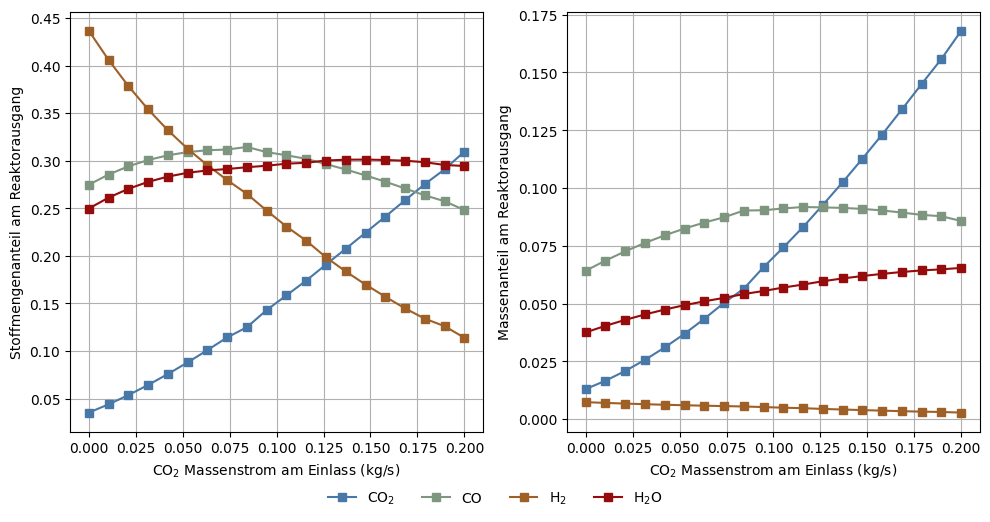 Stoffmengenanteil am Reaktorausgang
0.45
0.40
0.35
0.30
0.25
0.20
0.15
0.10
0.05
0.000 0.025 0.050 0.075 0.100 0.125 0.150 0.175 0.200
CO₂ Massenstrom am Einlass (kg/s)
Massenanteil am Reaktorausgang
0.175
0.150
0.125
0.100
0.075
0.050
0.025
0.000
0.000 0.025 0.050 0.075 0.100 0.125 0.150 0.175 0.200
CO₂ Massenstrom am Einlass (kg/s)
CO₂ CO H₂ H₂O